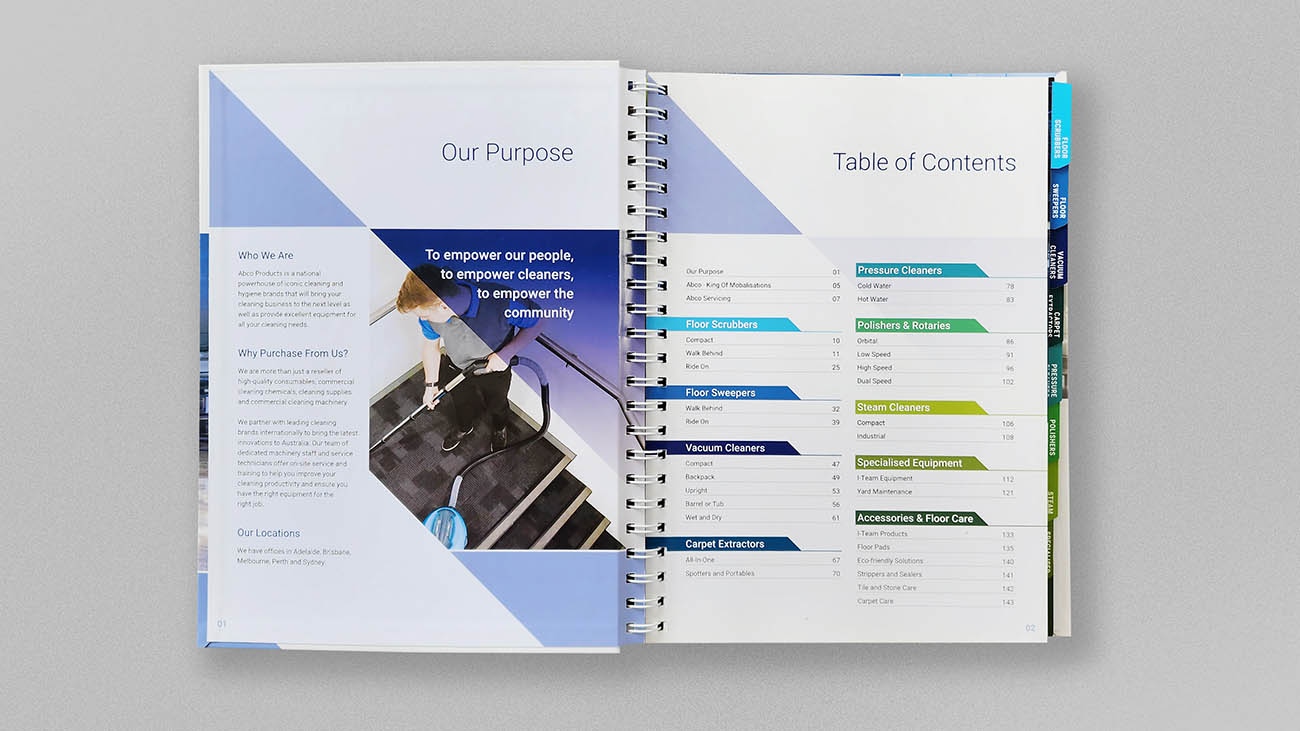 Our Purpose
Who We Are
Abco Products is a national
powerhouse of iconic cleaning and
hygiene brands that will bring your
cleaning business to the next level as
well as provide excellent equipment for
all your cleaning needs.
Why Purchase From Us?
We are more than just a reseller of
high-quality consumables, commercial
cleaning chemicals, cleaning supplies
and commercial cleaning machinery.
We partner with leading cleaning
brands internationally to bring the latest
innovations to Australia. Our team of
dedicated machinery staff and service
technicians offer on-site service and
training to help you improve your
cleaning productivity and ensure you
have the right equipment for the
right job.
Our Locations
We have offices in Adelaide, Brisbane,
Melbourne, Perth and Sydney.
To empower our people,
to empower cleaners,
to empower the
community
01
Table of Contents
Our Purpose 01
Abco - King Of Mobalisations 05
Abco Servicing 07
Floor Scrubbers
Compact 10
Walk Behind 11
Ride On 25
Floor Sweepers
Walk Behind 32
Ride On 39
Vacuum Cleaners
Compact 47
Backpack 49
Upright 53
Barrel or Tub 56
Wet and Dry 61
Carpet Extractors
All-In-One 67
Spotters and Portables 70
Pressure Cleaners
Cold Water 78
Hot Water 83
Polishers & Rotaries
Orbital 86
Low Speed 91
High Speed 96
Dual Speed 102
Steam Cleaners
Compact 106
Industrial 108
Specialised Equipment
I-Team Equipment 112
Yard Maintenance 121
Accessories & Floor Care
I-Team Products 133
Floor Pads 135
Eco-friendly Solutions 140
Strippers and Sealers 141
Tile and Stone Care 142
Carpet Care 143
02
FLOOR
SCRUBBERS
FLOOR
SWEEPERS
VACUUM
CLEANERS
CARPET
PRESSURE
POLISHERS
STEAM